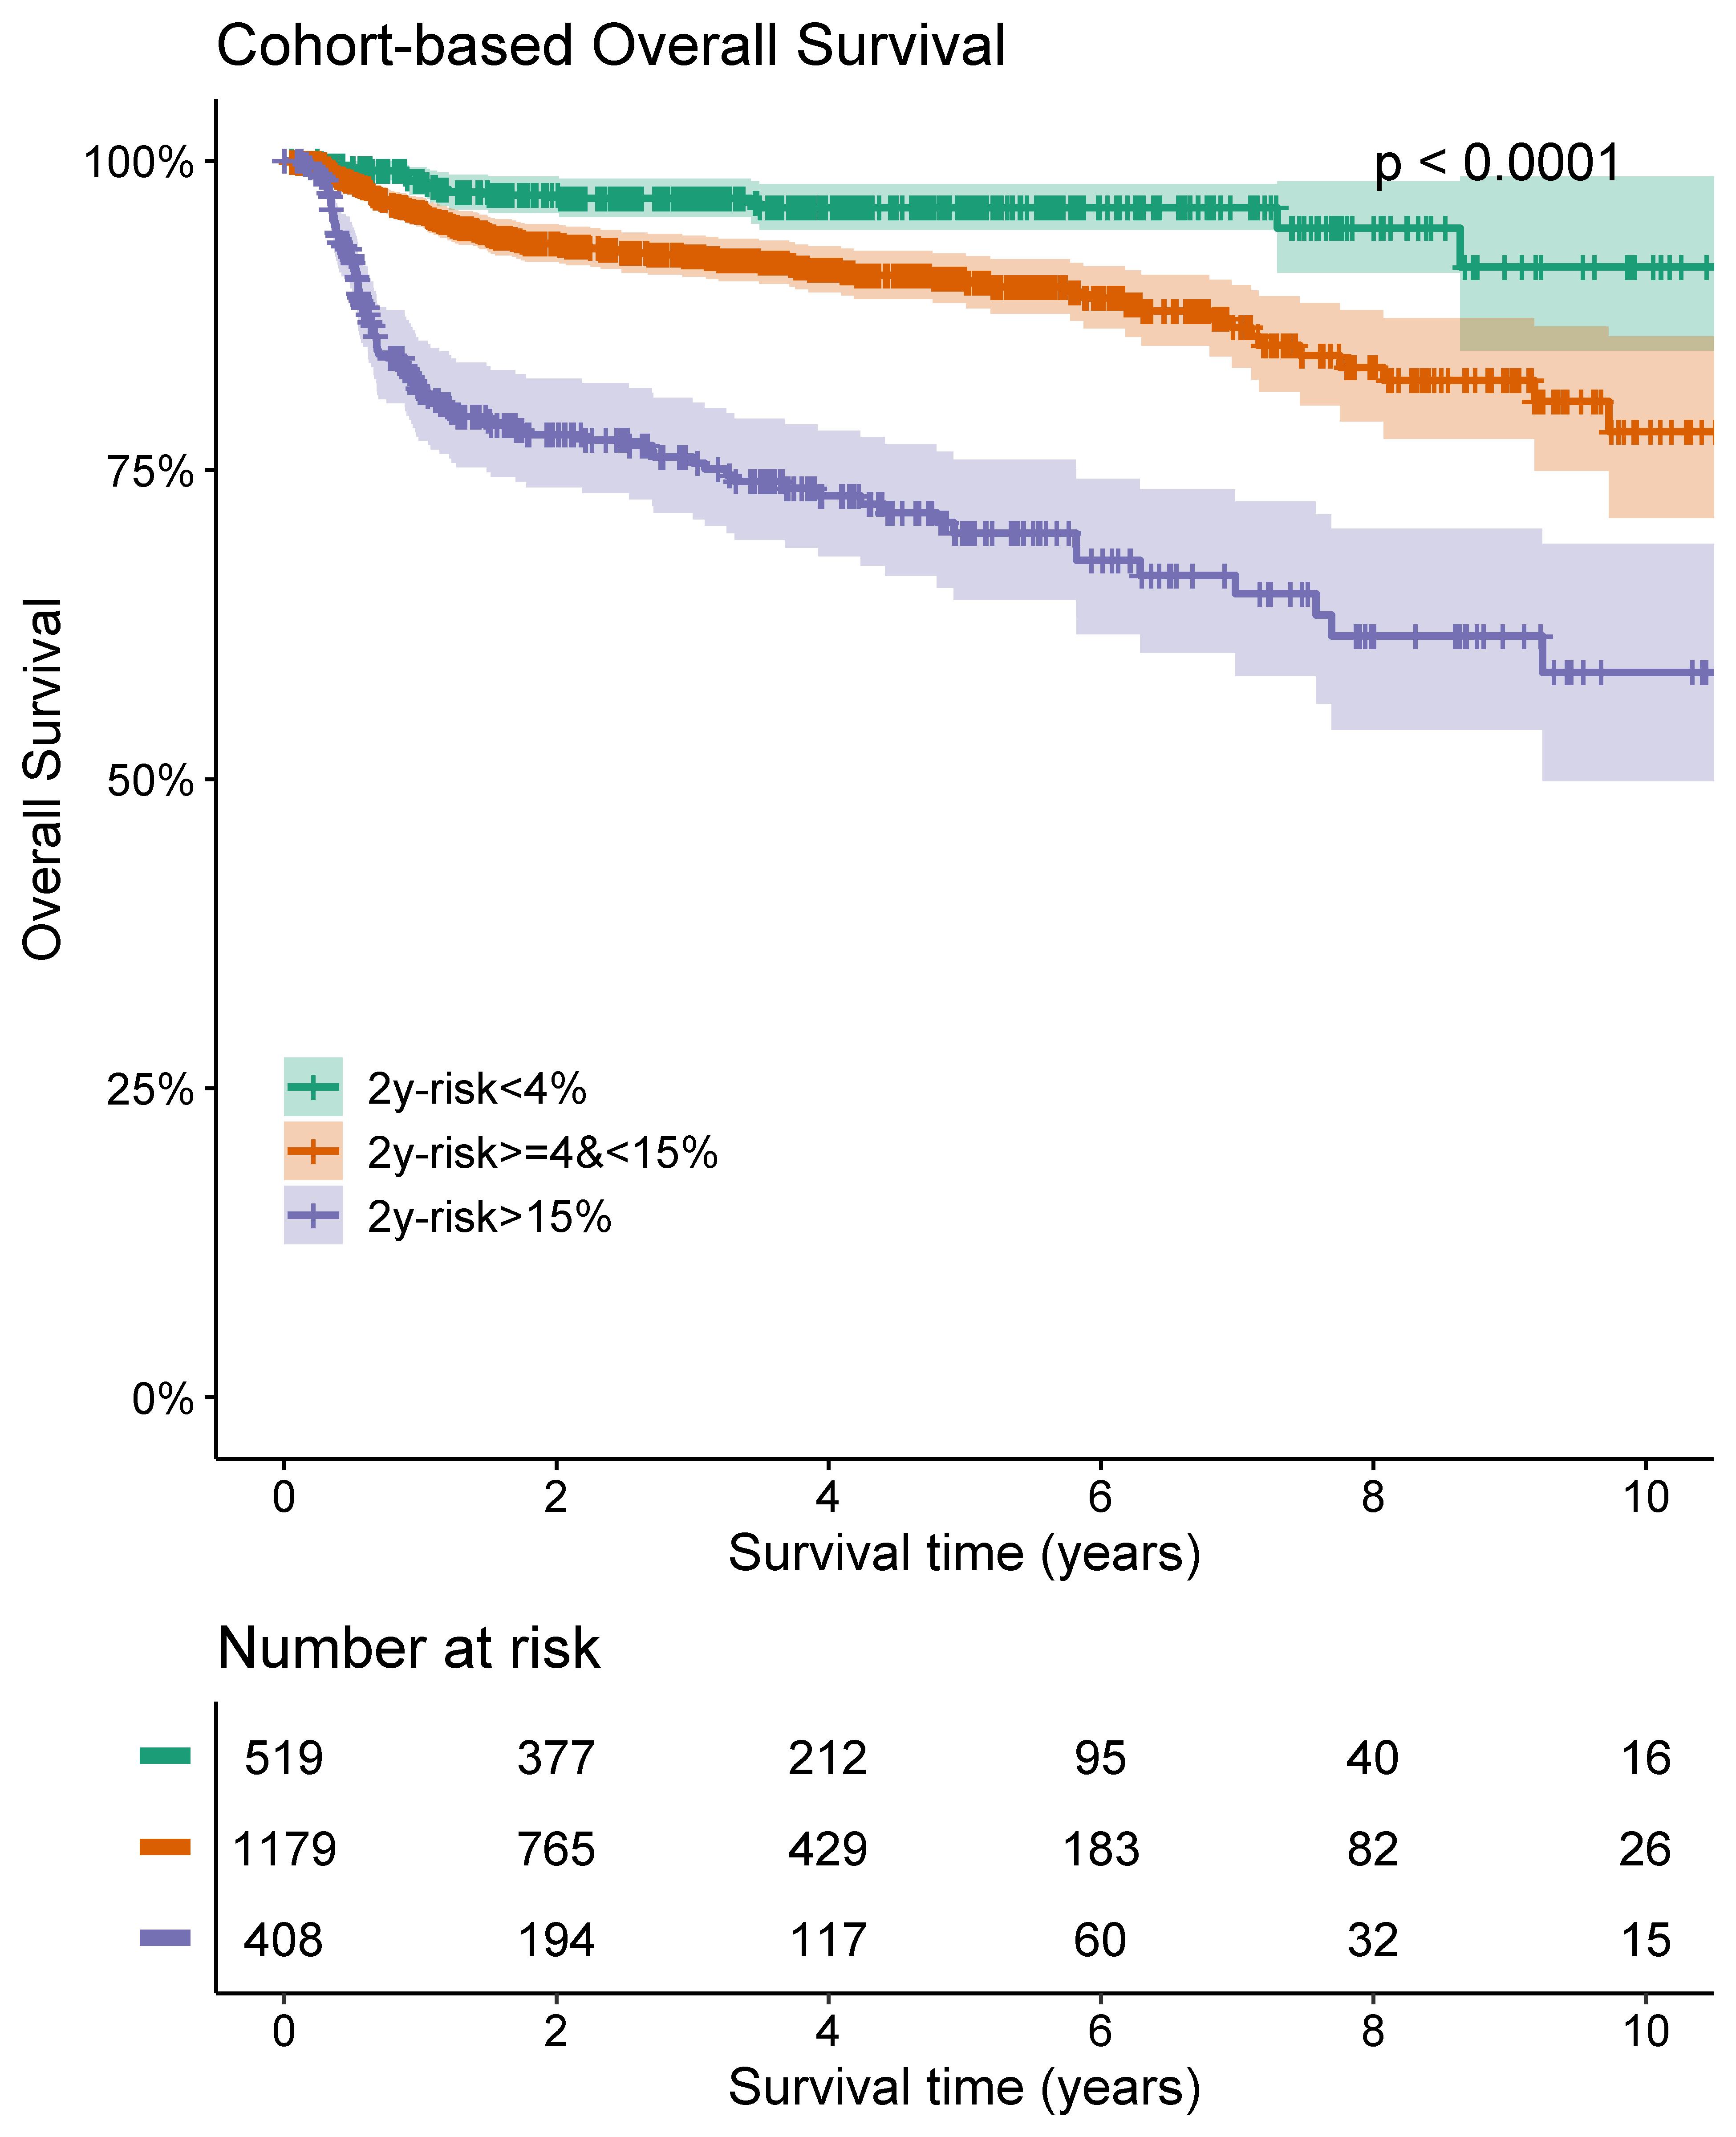 Cohort-based Overall Survival
p < 0.0001
100%
75%
50%
25%
0%
Overall Survival
2y-risk<4%
2y-risk>=4&<15%
2y-risk>15%
0 2 4 6 8 10
Survival time (years)
Number at risk
519 377 212 95 40 16
1179 765 429 183 82 26
408 194 117 60 32 15
0 2 4 6 8 10
Survival time (years)